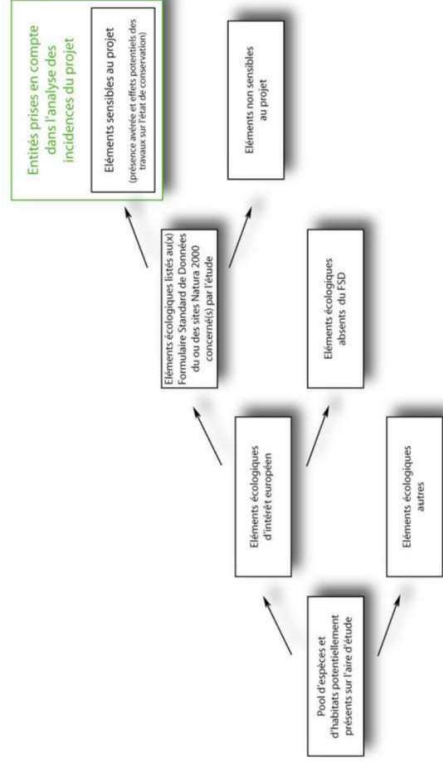 Pool d'espèces et
d'habitats potentiellement
présents sur l'aire d'étude
Eléments écologiques
d'intérêt européen
Eléments écologiques
autres
Eléments écologiques listés au(x)
Formulaire Standard de Données
du ou des sites Natura 2000
concerné(s) par l'étude
Eléments écologiques
absents du FSD
Entités prises en compte
dans l'analyse des
incidences du projet
Eléments sensibles au projet
(présence avérée et effets potentiels des
travaux sur l'état de conservation)
Eléments non sensibles
au projet